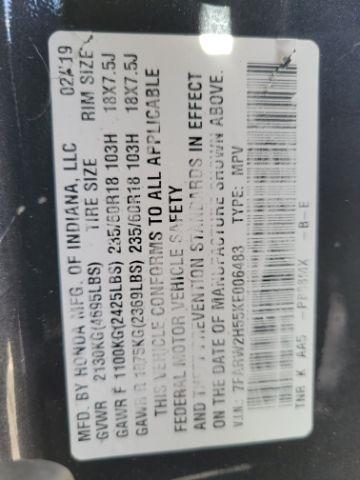 MFD. BY HONDA MFG. OF INDIANA, LLC 02/19
GVWR 2130KG(4695LBS) TIRE SIZE RIM SIZE
GAWR F 1100KG(2425LBS) 235/60R18 103H 18X7.5J
GAWR R 1075KG(2369LBS) 235/60R18 103H 18X7.5J
THIS VEHICLE CONFORMS TO ALL APPLICABLE
FEDERAL MOTOR VEHICLE SAFETY
AND PREVENTION STANDARDS IN EFFECT
ON THE DATE OF MANUFACTURE SHOWN ABOVE.
V.I.N.: TYPE: MPV
TNR K AA5 -B-E